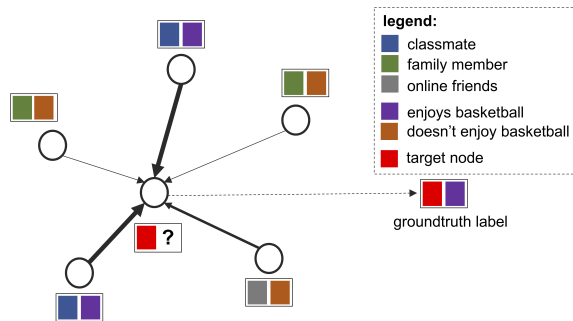 legend:
classmate
family member
online friends
enjoys basketball
doesn't enjoy basketball
target node
?
groundtruth label